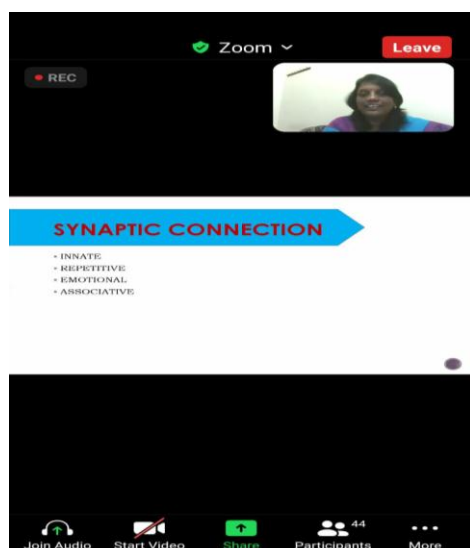 Zoom
Leave
REC
SYNAPTIC CONNECTION
• INNATE
• REPETITIVE
• EMOTIONAL
• ASSOCIATIVE
44
Join Audio Start Video Share Participants More